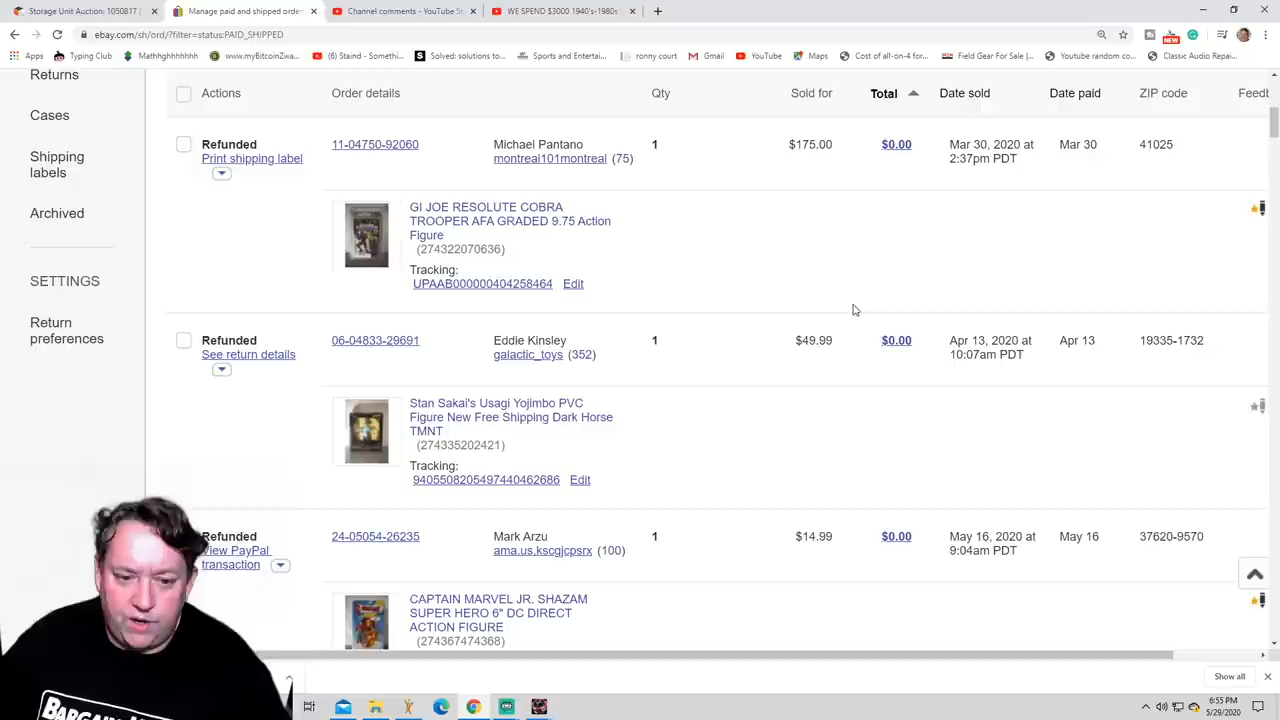 Storage Unit Auction: 1050817 |
Manage paid and shipped orde
Channel comments - YouTube S
WE SPEND $3000 1940's-1980s
ebay.com/sh/ord/?filter=status:PAID_SHIPPED
NEW
Apps
Typing Club
Mathhghhhhhhh
www.myBitcoinZwa...
(6) Staind - Somethi...
Solved: solutions to...
Sports and Entertai...
ronny court
Gmail
YouTube
Maps
Cost of all-on-4 for...
Field Gear For Sale |...
Youtube random co...
Classic Audio Repai...
Returns
Cases
Shipping
labels
Archived
SETTINGS
Return
preferences
Actions
Order details
Qty
Sold for
Total
Date sold
Date paid
ZIP code
Feedb
Refunded
Print shipping label
11-04750-92060
Michael Pantano
montreal101montreal (75)
1
$175.00
$0.00
Mar 30, 2020 at
2:37pm PDT
Mar 30
41025
GI JOE RESOLUTE COBRA
TROOPER AFA GRADED 9.75 Action
Figure
(274322070636)
Tracking:
UPAAB000000404258464 Edit
Refunded
See return details
06-04833-29691
Eddie Kinsley
galactic_toys (352)
1
$49.99
$0.00
Apr 13, 2020 at
10:07am PDT
Apr 13
19335-1732
Stan Sakai's Usagi Yojimbo PVC
Figure New Free Shipping Dark Horse
TMNT
(274335202421)
Tracking:
9405508205497440462686 Edit
Refunded
View PayPal
transaction
24-05054-26235
Mark Arzu
ama.us.kscgjcpsrx (100)
1
$14.99
$0.00
May 16, 2020 at
9:04am PDT
May 16
37620-9570
CAPTAIN MARVEL JR. SHAZAM
SUPER HERO 6" DC DIRECT
ACTION FIGURE
(274367474368)
Show all
6:55 PM
5/29/2020